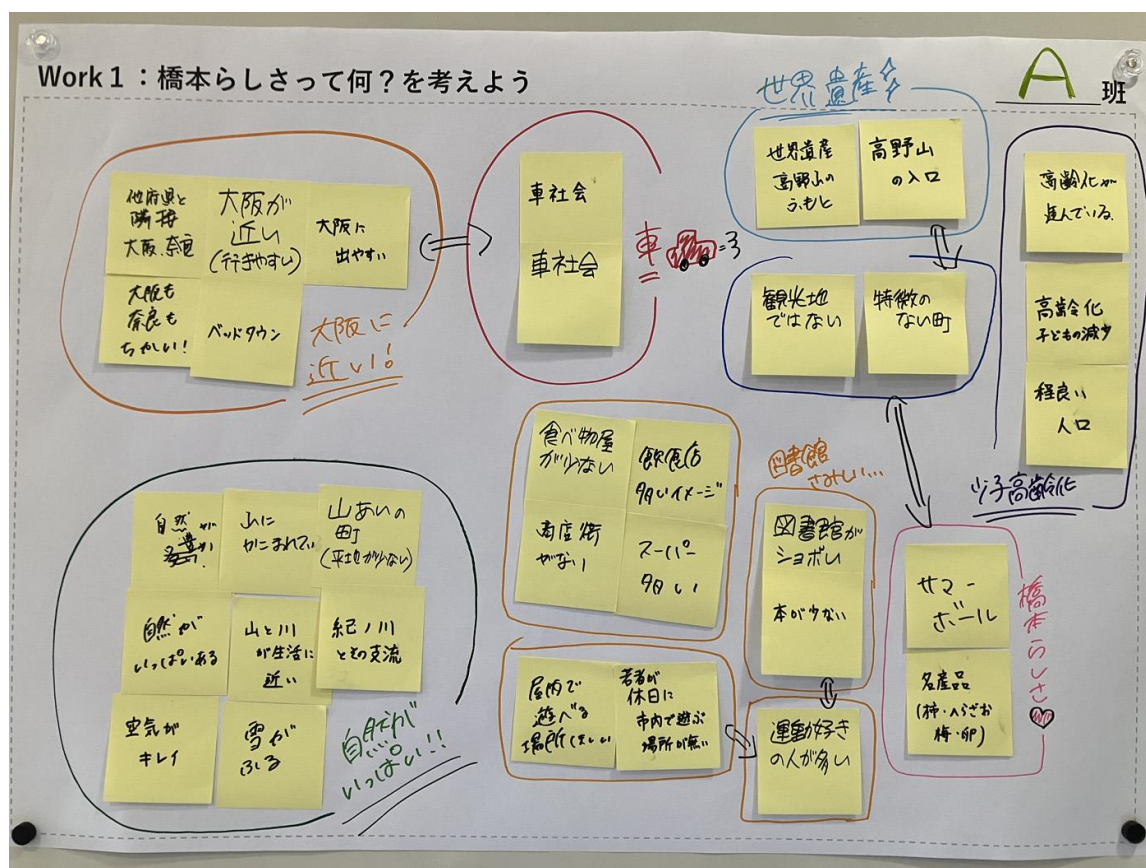 Work 1：橋本らしさって何？を考えよう
A 班
他府県と
隣接
大阪、奈良
大阪が
近い
(行きやすい)
大阪に
出やすい
大阪も
奈良も
ちかい！
ベッドタウン
大阪に
近い！
車社会
車社会
車
世界遺産
世界遺産
高野山の
ふもと
高野山
の入口
観光地
ではない
特徴の
ない町
高齢化が
進んでいる
高齢化
子どもの減少
程良い
人口
少子高齢化
自然が
豊か！
山に
かこまれてい
山あいの
町
(平地が少ない)
自然が
いっぱいある
山と川
が生活に
近い
紀ノ川
とその支流
空気が
キレイ
雪が
ふる
自然が
いっぱい!!
食べ物屋
が少ない
飲食店
多いイメージ
商店街
がない
スーパー
多い
図書館
さみしい…
図書館が
ショボい
本が少ない
屋内で
遊べる
場所ほしい
若者が
休日に
市内で遊ぶ
場所が無い
運動好き
の人が多い
サマー
ボール
名産品
(柿・へらざお
梅・卵)
橋本らしさ